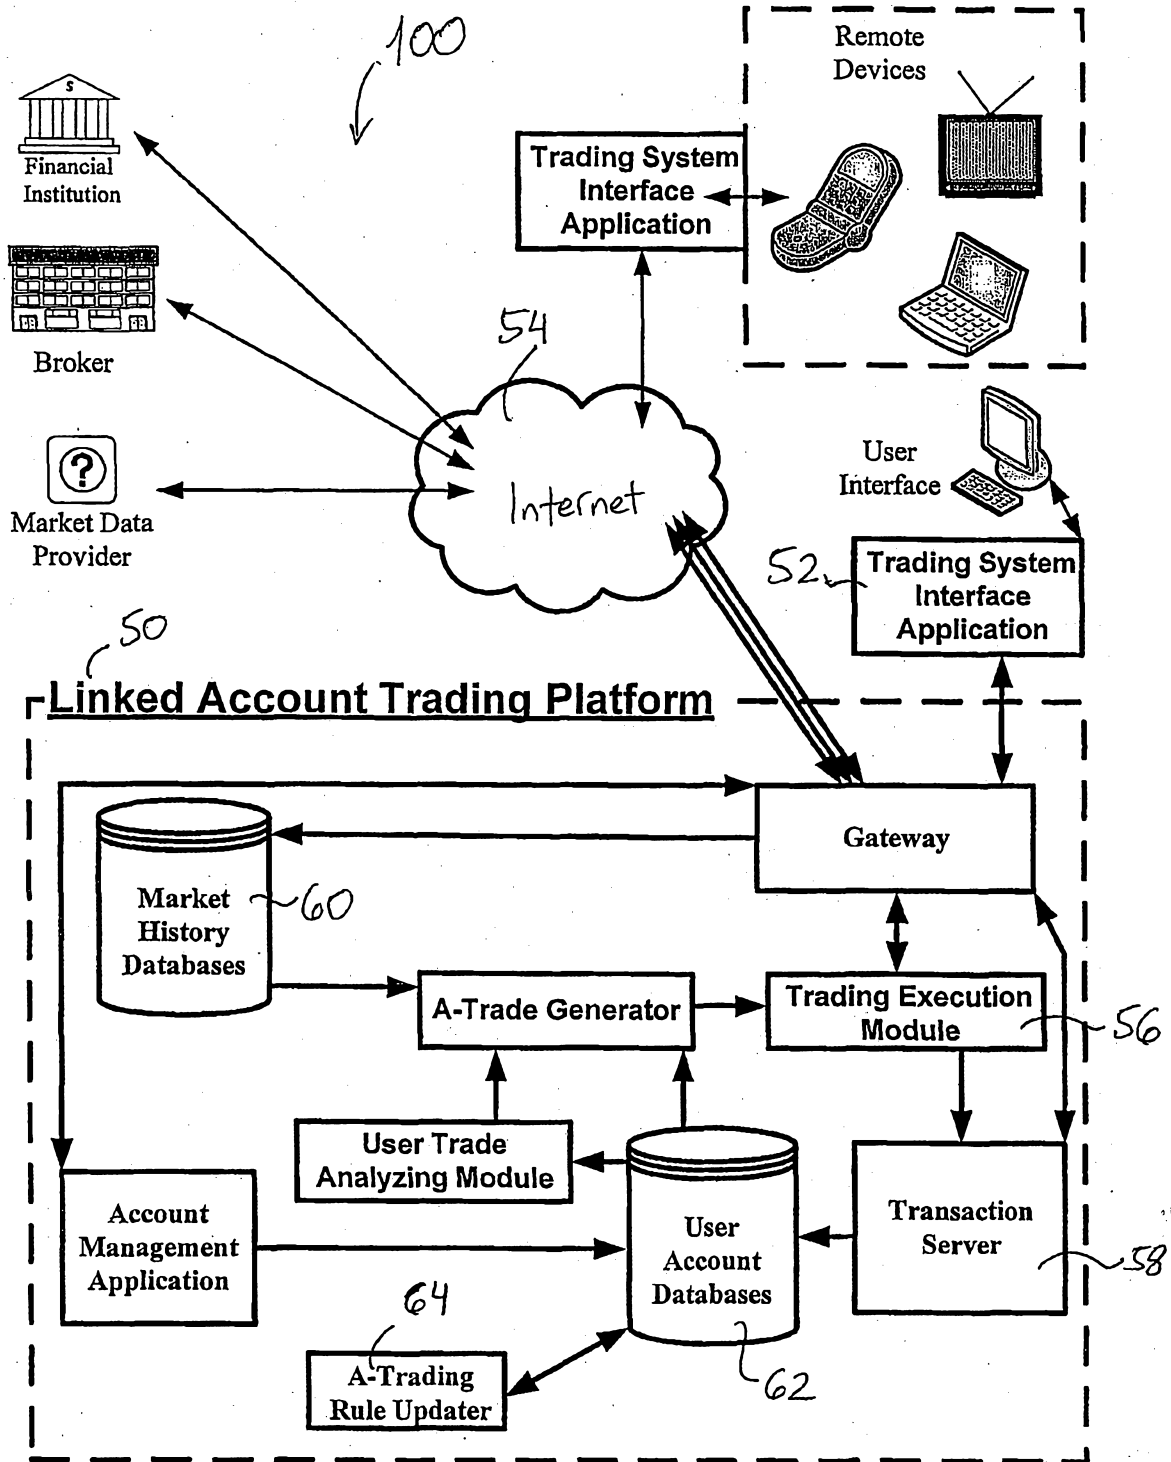 100
Remote
Devices
$
Financial
Institution
Trading System
Interface
Application
Broker
54
?
Market Data
Provider
Internet
User
Interface
52
Trading System
Interface
Application
50
Linked Account Trading Platform
Gateway
Market
History
Databases
60
A-Trade Generator
Trading Execution
Module
56
User Trade
Analyzing Module
Account
Management
Application
User
Account
Databases
Transaction
Server
58
64
A-Trading
Rule Updater
62